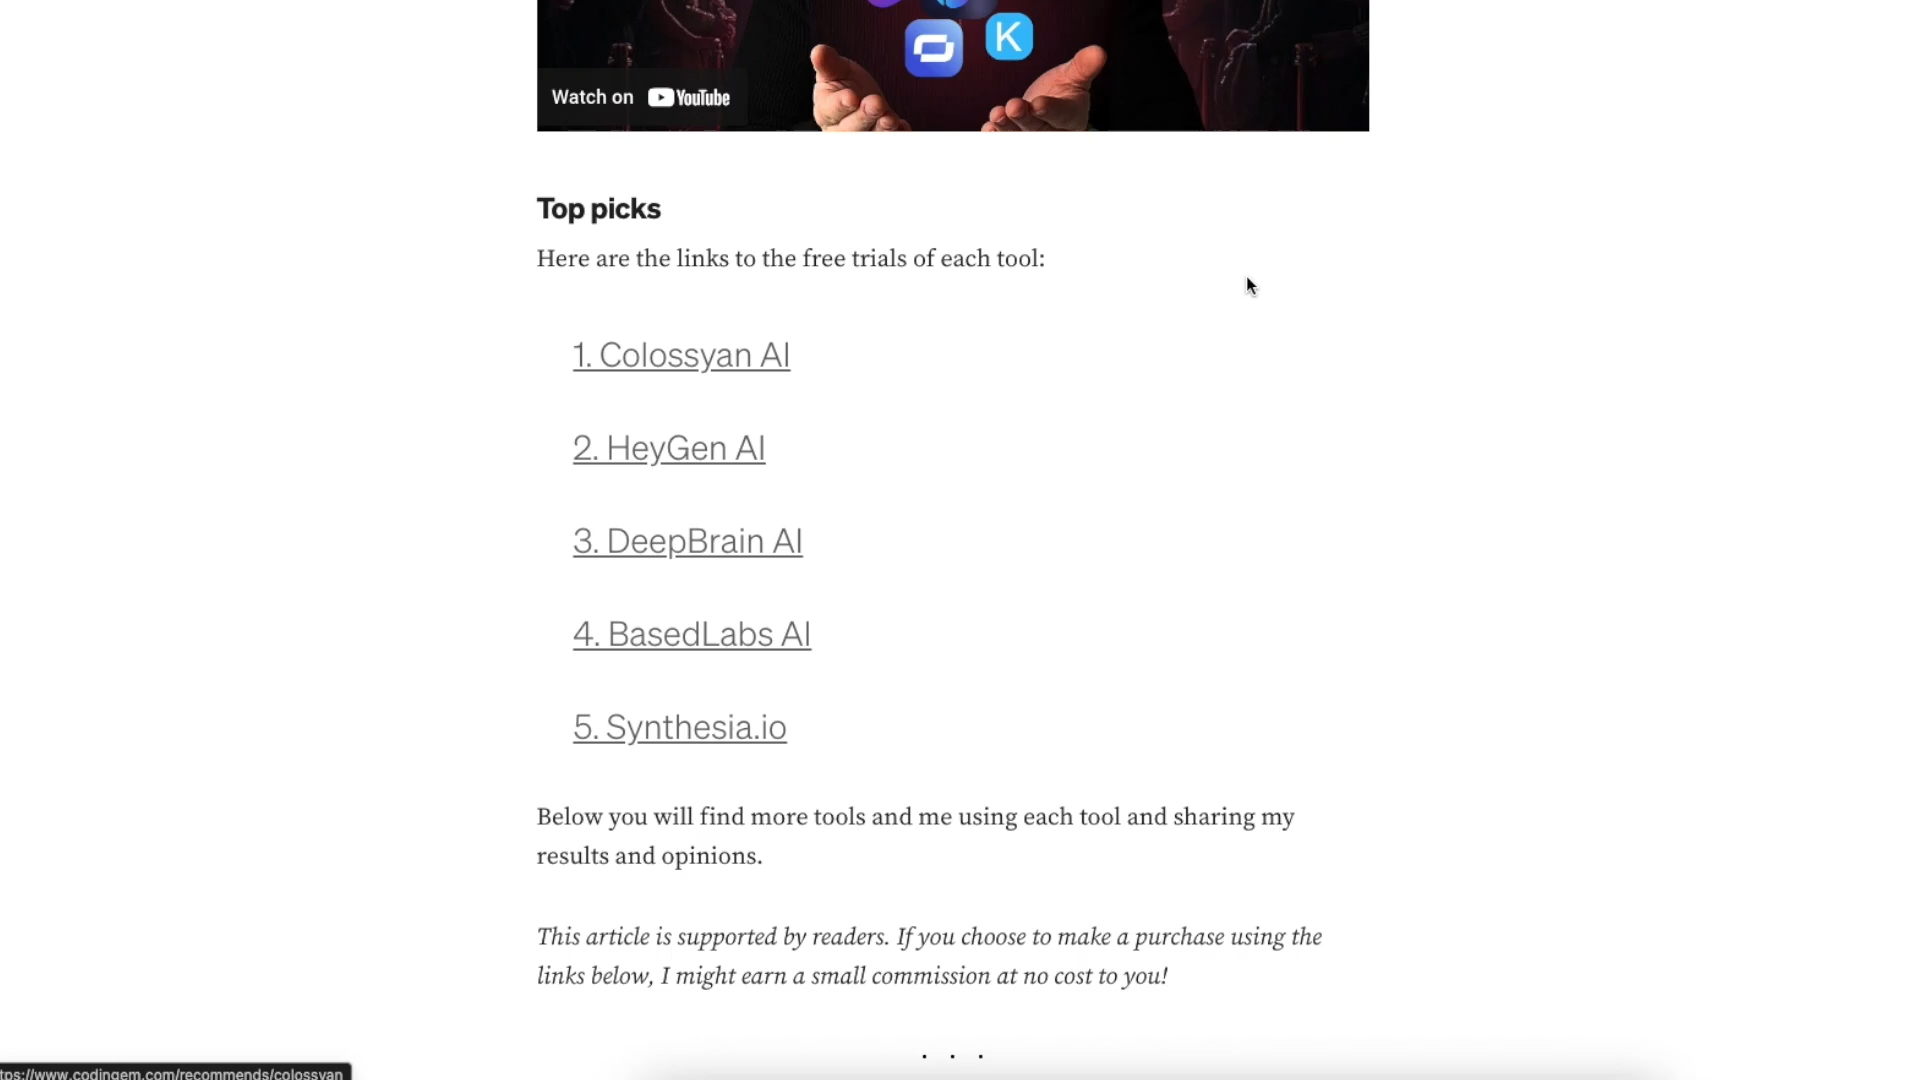 K
Watch on YouTube
Top picks
Here are the links to the free trials of each tool:
1. Colossyan AI
2. HeyGen AI
3. DeepBrain AI
4. BasedLabs AI
5. Synthesia.io
Below you will find more tools and me using each tool and sharing my
results and opinions.
This article is supported by readers. If you choose to make a purchase using the
links below, I might earn a small commission at no cost to you!
. . .
tps://www.codingem.com/recommends/colossyan